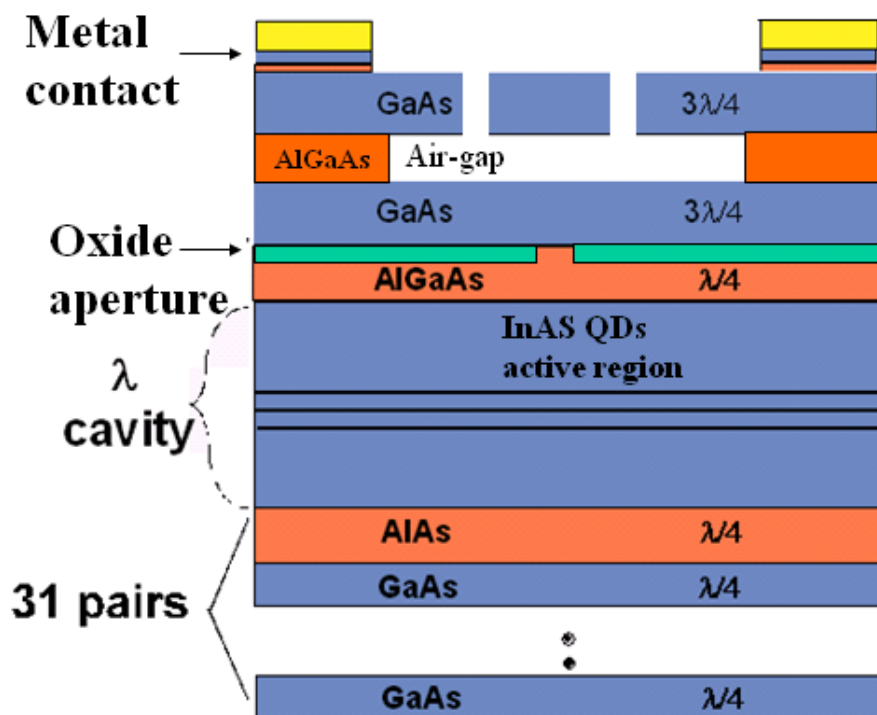 Metal
contact
GaAs 3λ/4
AlGaAs Air-gap
GaAs 3λ/4
Oxide
aperture
AlGaAs λ/4
InAS QDs
active region
λ
cavity
AlAs λ/4
31 pairs
GaAs λ/4
GaAs λ/4